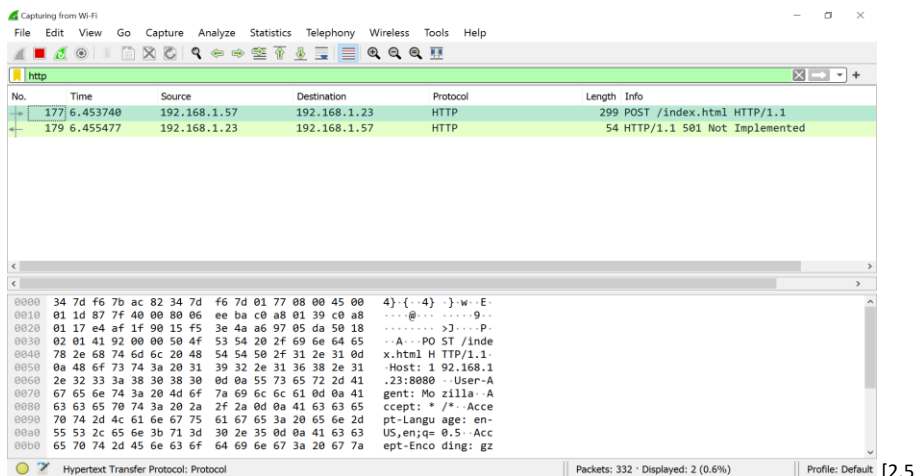 Capturing from Wi-Fi
File Edit View Go Capture Analyze Statistics Telephony Wireless Tools Help
http
No. Time Source Destination Protocol Length Info
177 6.453740 192.168.1.57 192.168.1.23 HTTP 299 POST /index.html HTTP/1.1
179 6.455477 192.168.1.23 192.168.1.57 HTTP 54 HTTP/1.1 501 Not Implemented
0000 34 7d f6 7b ac 82 34 7d f6 7d 01 77 08 00 45 00 4}·{··4} ·}·w··E·
0010 01 1d 87 7f 40 00 80 06 ee ba c0 a8 01 39 c0 a8 ····@··· ·····9··
0020 01 17 e4 af 1f 90 15 f5 3e 4a a6 97 05 da 50 18 ········ >J····P·
0030 02 01 41 92 00 00 50 4f 53 54 20 2f 69 6e 64 65 ··A···PO ST /inde
0040 78 2e 68 74 6d 6c 20 48 54 54 50 2f 31 2e 31 0d x.html H TTP/1.1·
0050 0a 48 6f 73 74 3a 20 31 39 32 2e 31 36 38 2e 31 ·Host: 1 92.168.1
0060 2e 32 33 3a 38 30 38 30 0d 0a 55 73 65 72 2d 41 .23:8080 ··User-A
0070 67 65 6e 74 3a 20 4d 6f 7a 69 6c 6c 61 0d 0a 41 gent: Mo zilla··A
0080 63 63 65 70 74 3a 20 2a 2f 2a 0d 0a 41 63 63 65 ccept: * /*··Acce
0090 70 74 2d 4c 61 6e 67 75 61 67 65 3a 20 65 6e 2d pt-Langu age: en-
00a0 55 53 2c 65 6e 3b 71 3d 30 2e 35 0d 0a 41 63 63 US,en;q= 0.5··Acc
00b0 65 70 74 2d 45 6e 63 6f 64 69 6e 67 3a 20 67 7a ept-Enco ding: gz
Hypertext Transfer Protocol: Protocol Packets: 332 · Displayed: 2 (0.6%) Profile: Default [2.5